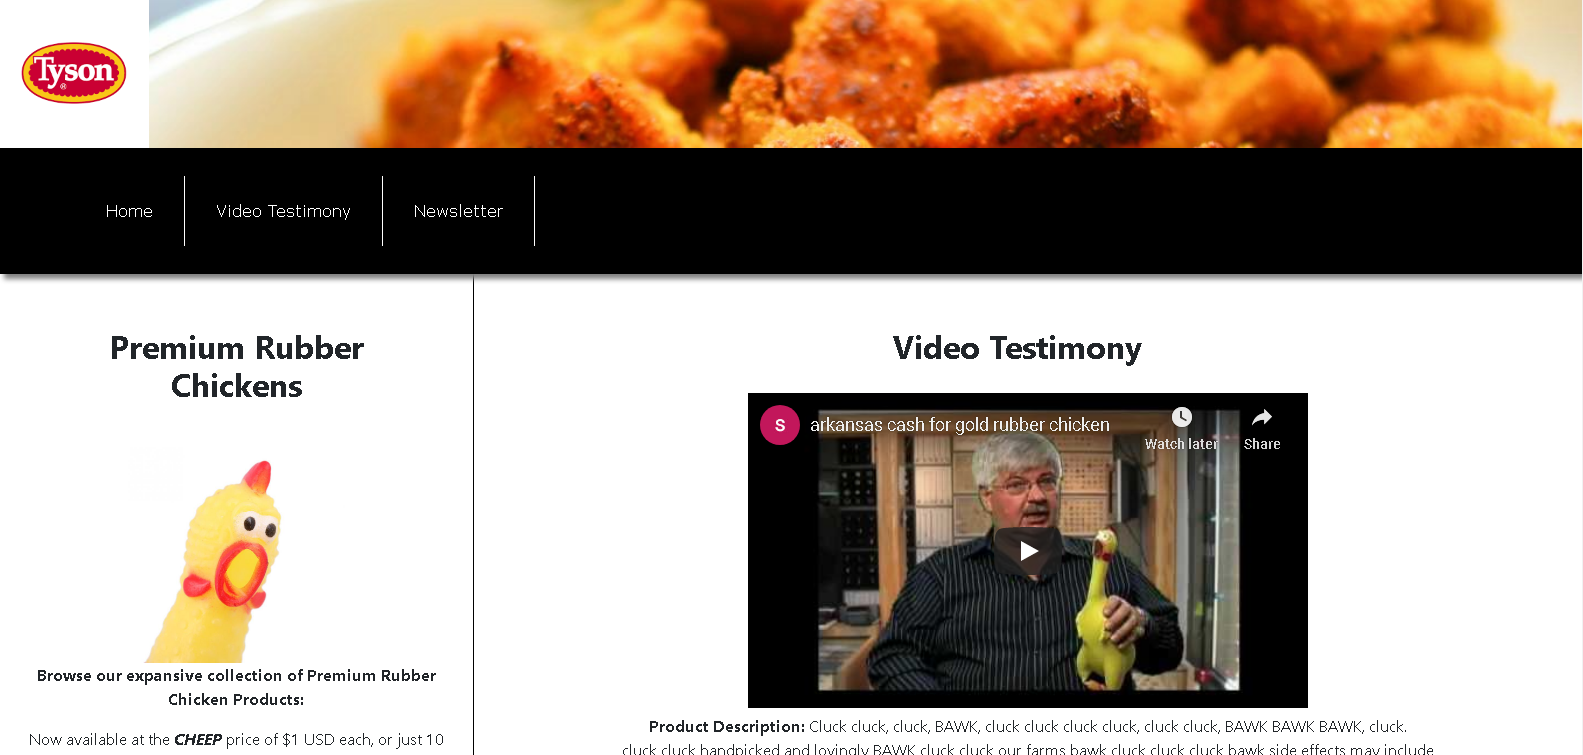 Tyson
®
Home
Video Testimony
Newsletter
Premium Rubber
Chickens
Browse our expansive collection of Premium Rubber
Chicken Products:
Now available at the CHEEP price of $1 USD each, or just 10
Video Testimony
S
arkansas cash for gold rubber chicken
Watch later
Share
Product Description: Cluck cluck, cluck, BAWK, cluck cluck cluck cluck, cluck cluck, BAWK BAWK BAWK, cluck.
cluck cluck handpicked and lovingly BAWK cluck cluck our farms bawk cluck cluck cluck bawk side effects may include